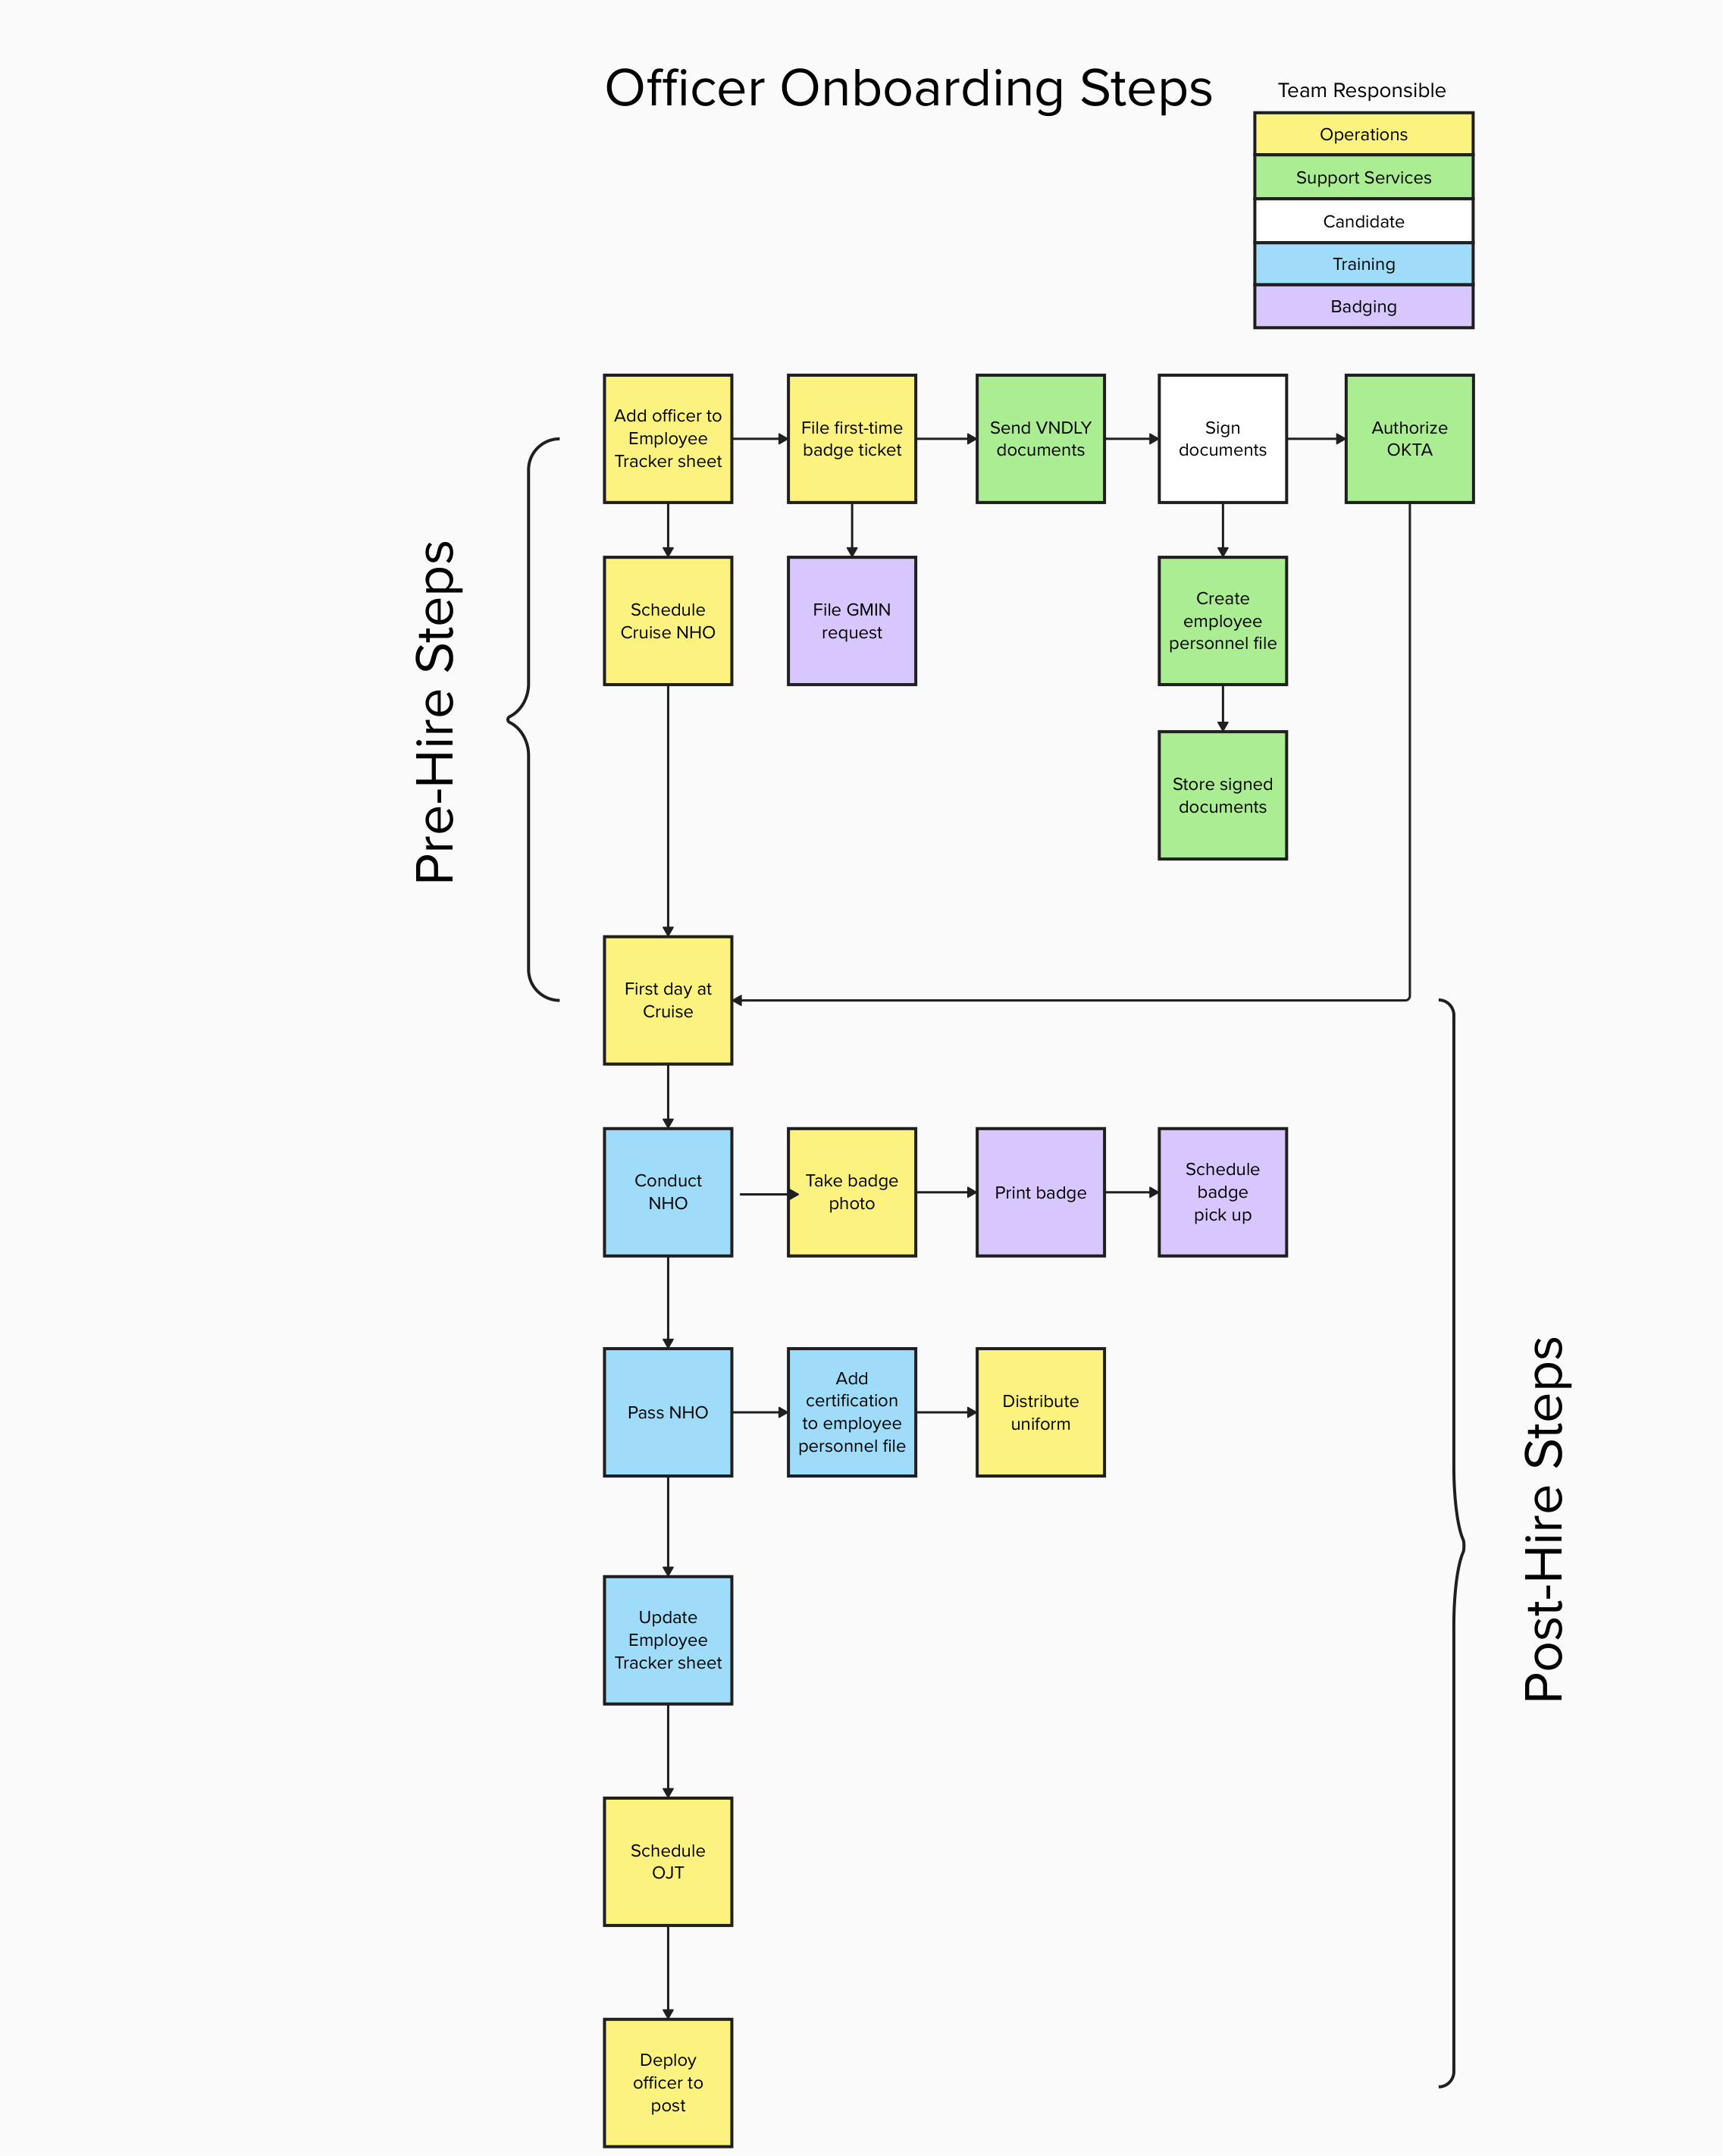 Officer Onboarding Steps
Team Responsible
Operations
Support Services
Candidate
Training
Badging
Pre-Hire Steps
Add officer to
Employee
Tracker sheet
File first-time
badge ticket
Send VNDLY
documents
Sign
documents
Authorize
OKTA
Schedule
Cruise NHO
File GMIN
request
Create
employee
personnel file
Store signed
documents
First day at
Cruise
Post-Hire Steps
Conduct
NHO
Take badge
photo
Print badge
Schedule
badge
pick up
Pass NHO
Add
certification
to employee
personnel file
Distribute
uniform
Update
Employee
Tracker sheet
Schedule
OJT
Deploy
officer to
post